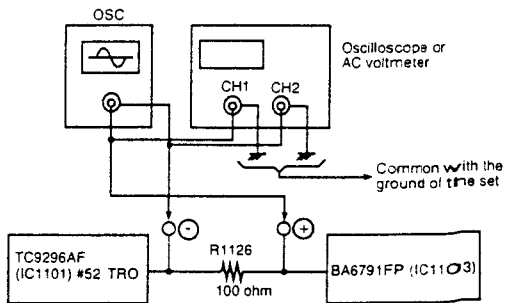 OSC
Oscilloscope or
AC voltmeter
CH1
CH2
Common with the
ground of the set
-
+
R1126
TC9296AF
(IC1101) #52 TRO
100 ohm
BA6791FP (IC1103)